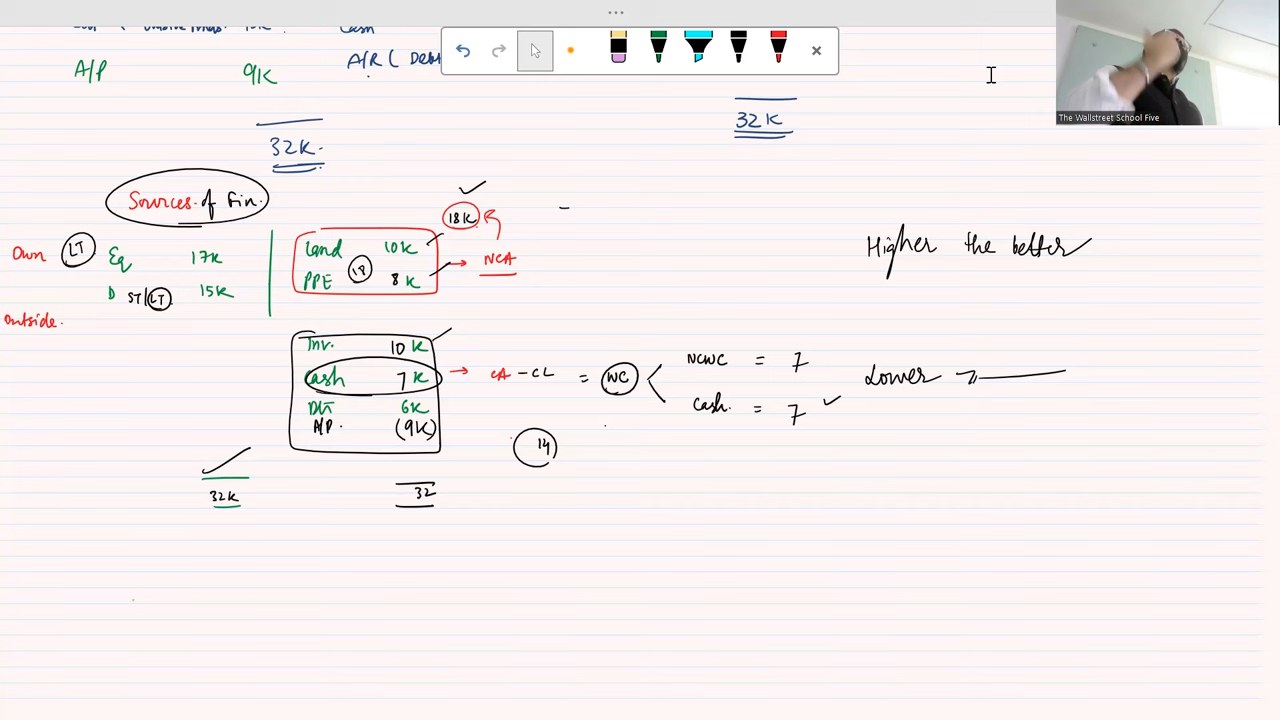 Cash
A/P 9K A/R ( Deb
The Wallstreet School Five
32K
32K.
Sources of Fin.
18K
Own LT Eq 17K Land 10K
Higher the better
NCA
D ST/LT 15K PPE 18 8K
Outside.
Inv. 10K
NCWC = 7
Cash 7K CA - CL = WC
Lower
Cash. = 7
6K
A/P. (9K)
14
32K 32